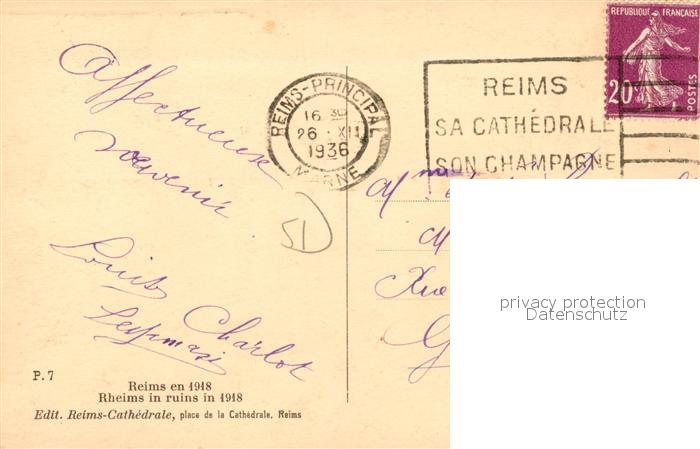 RÉPUBLIQUE FRANÇAISE
20c
POSTES
REIMS-PRINCIPAL
16 30
26 XII
1936
MARNE
REIMS
SA CATHÉDRALE
SON CHAMPAGNE
Affectueux
souvenir
51
Louis Charlot
P. 7
Reims en 1918
Rheims in ruins in 1918
Edit. Reims-Cathédrale, place de la Cathédrale, Reims
privacy protection
Datenschutz